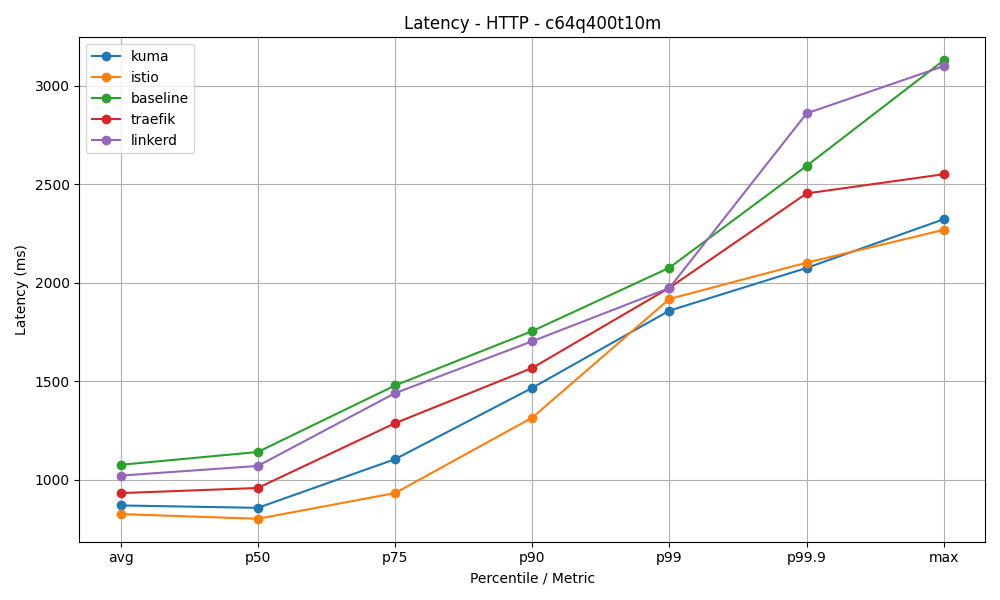 Latency - HTTP - c64q400t10m
kuma
istio
baseline
traefik
linkerd
3000
2500
2000
1500
1000
Latency (ms)
avg p50 p75 p90 p99 p99.9 max
Percentile / Metric